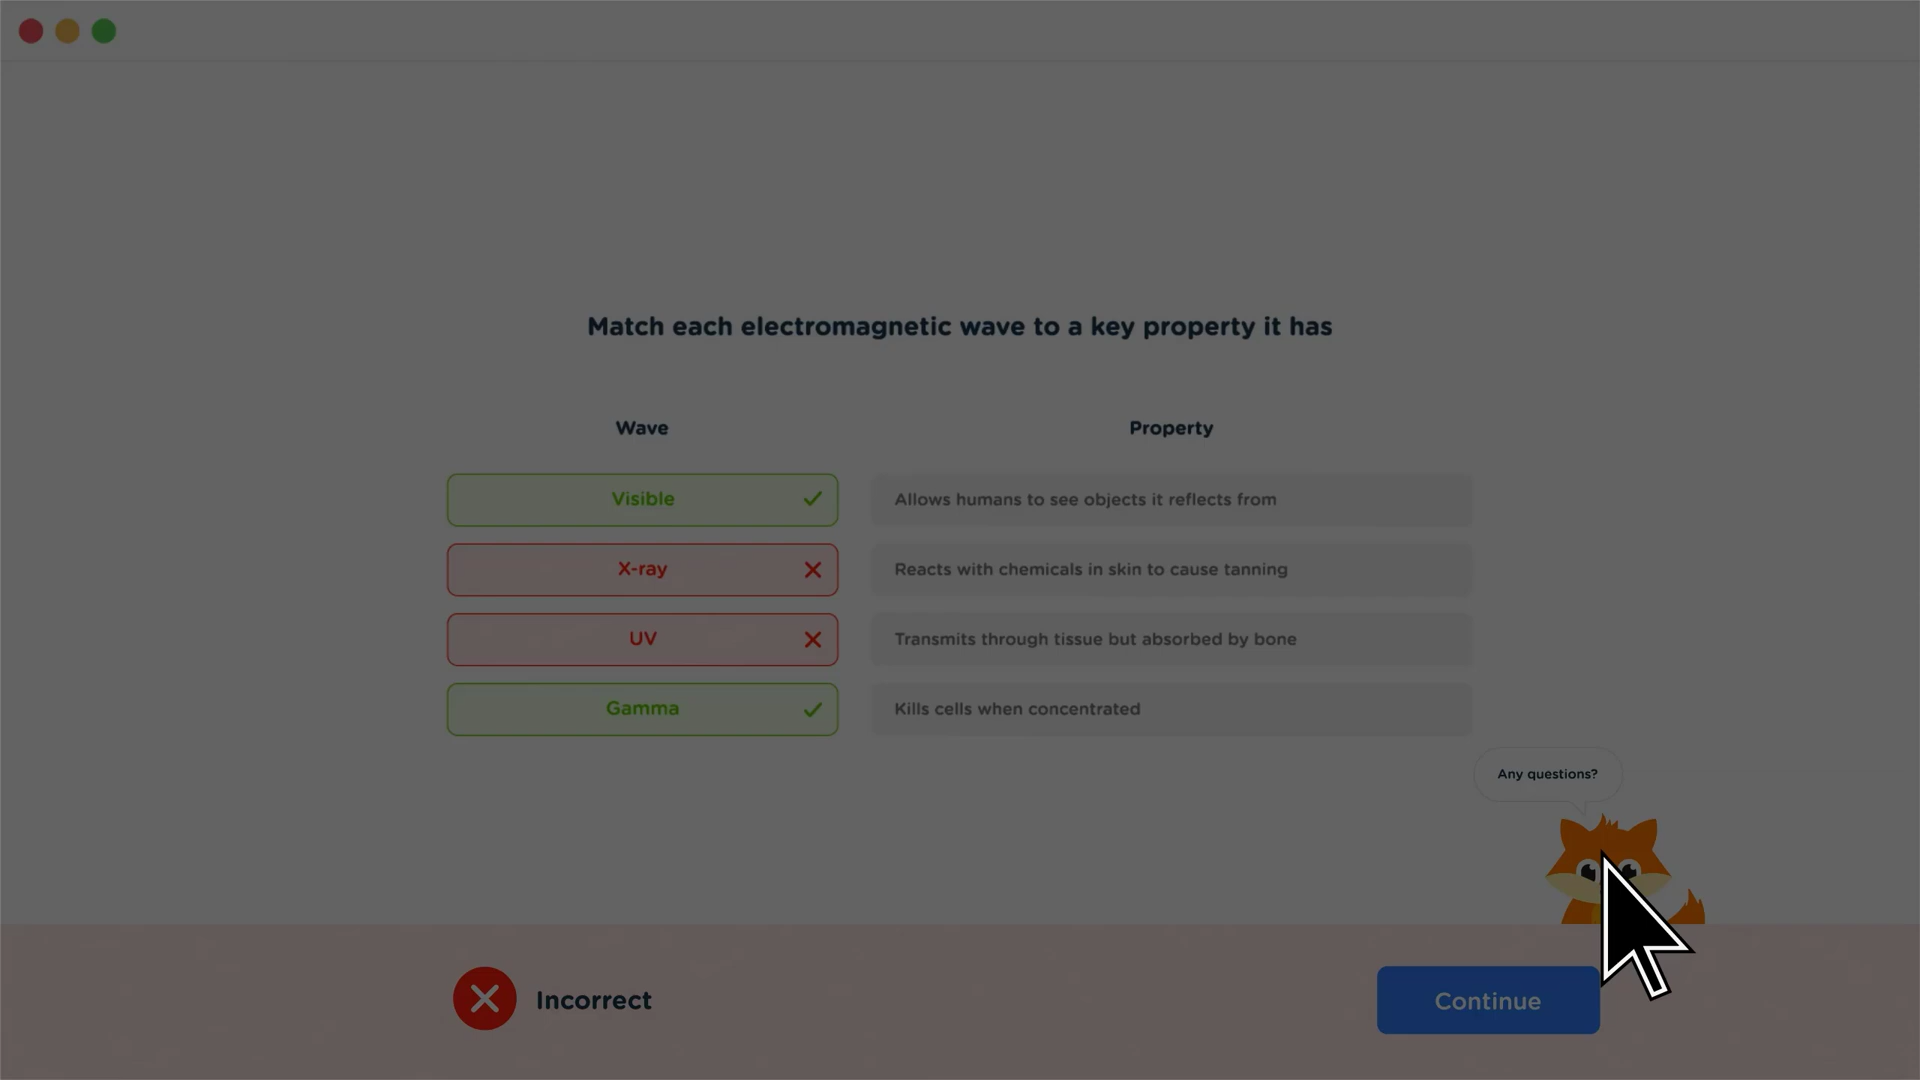 Match each electromagnetic wave to a key property it has
Wave Property
Visible Allows humans to see objects it reflects from
X-ray Reacts with chemicals in skin to cause tanning
UV Transmits through tissue but absorbed by bone
Gamma Kills cells when concentrated
Any questions?
Incorrect Continue